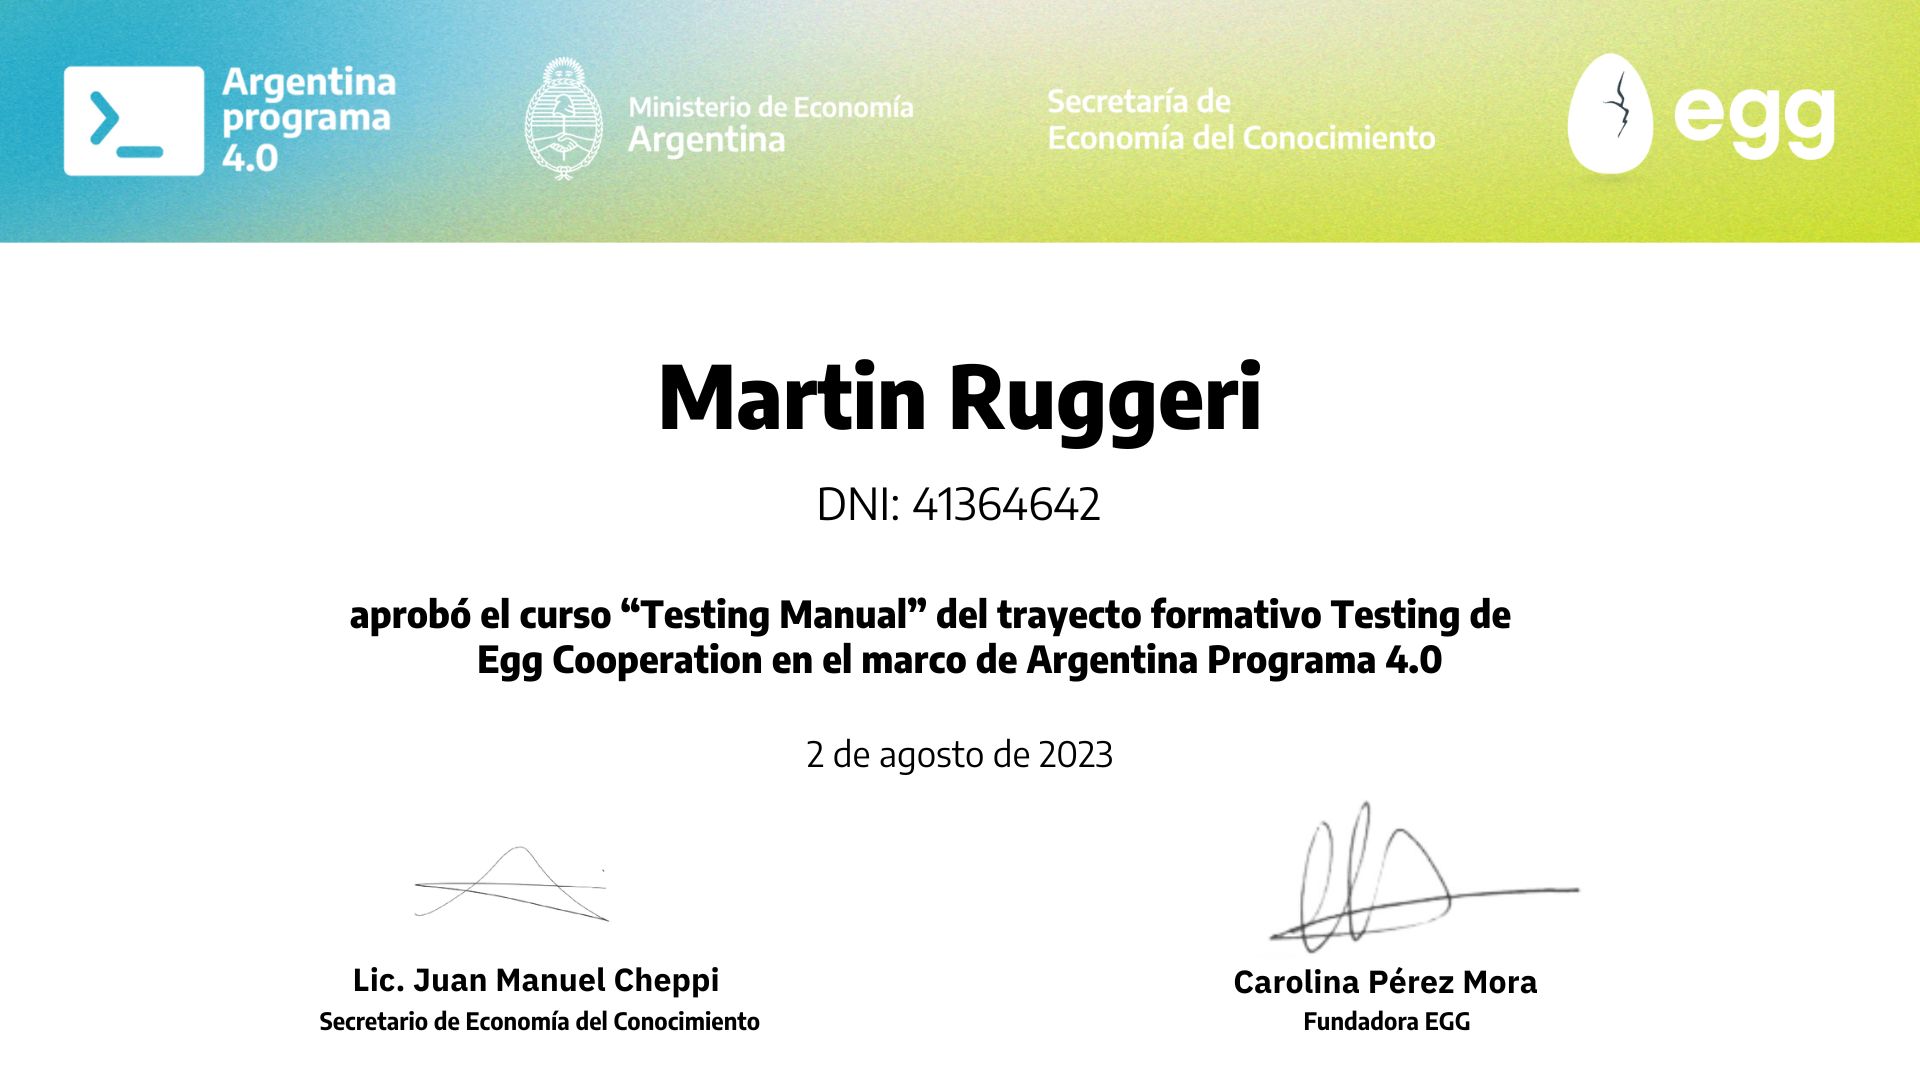 Argentina
programa
4.0
Ministerio de Economía
Argentina
Secretaría de
Economía del Conocimiento
egg
Martin Ruggeri
DNI: 41364642
aprobó el curso “Testing Manual” del trayecto formativo Testing de
Egg Cooperation en el marco de Argentina Programa 4.0
2 de agosto de 2023
Lic. Juan Manuel Cheppi
Secretario de Economía del Conocimiento
Carolina Pérez Mora
Fundadora EGG